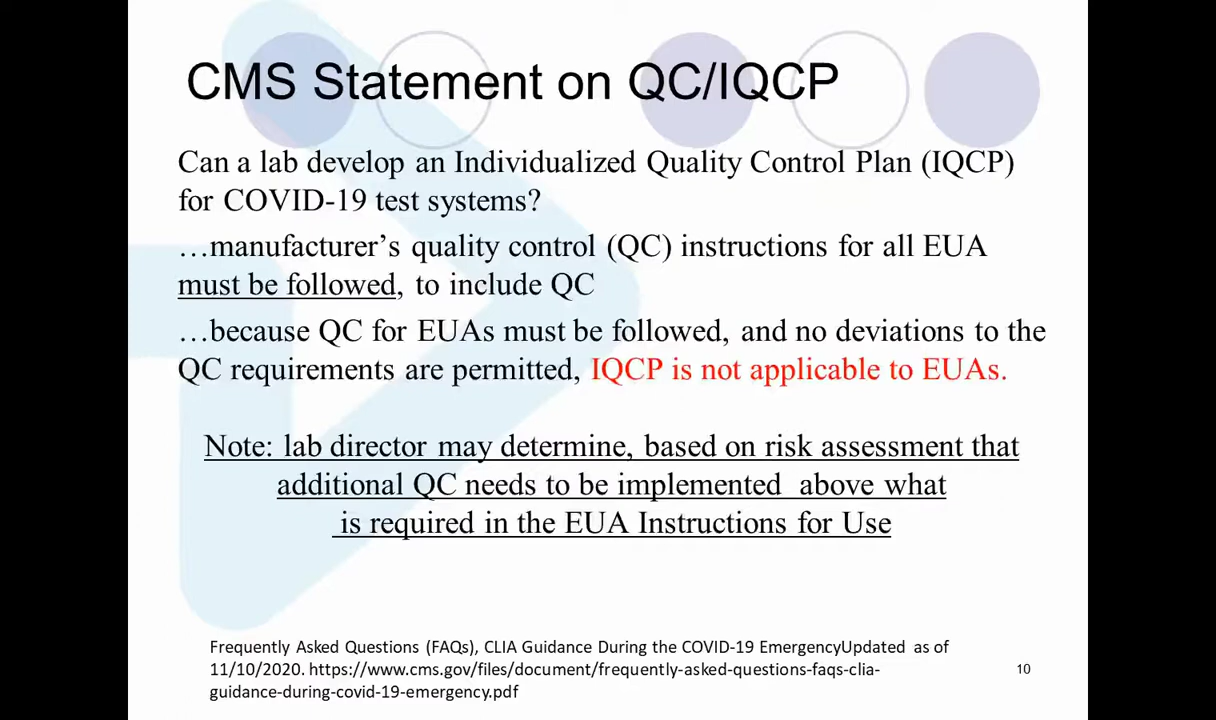 CMS Statement on QC/IQCP
Can a lab develop an Individualized Quality Control Plan (IQCP)
for COVID-19 test systems?
…manufacturer’s quality control (QC) instructions for all EUA
must be followed, to include QC
…because QC for EUAs must be followed, and no deviations to the
QC requirements are permitted, IQCP is not applicable to EUAs.
Note: lab director may determine, based on risk assessment that
additional QC needs to be implemented  above what
is required in the EUA Instructions for Use
Frequently Asked Questions (FAQs), CLIA Guidance During the COVID-19 EmergencyUpdated as of
11/10/2020. https://www.cms.gov/files/document/frequently-asked-questions-faqs-clia-
guidance-during-covid-19-emergency.pdf
10